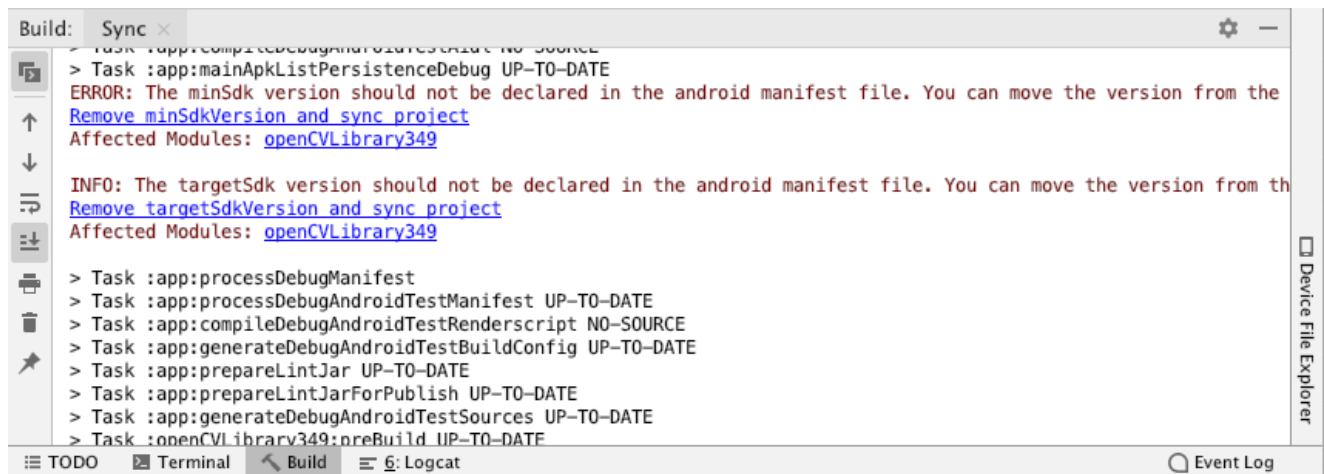 Build: Sync ×
> Task :app:compileDebugAndroidTestAidl NO-SOURCE
> Task :app:mainApkListPersistenceDebug UP-TO-DATE
ERROR: The minSdk version should not be declared in the android manifest file. You can move the version from the
Remove minSdkVersion and sync project
Affected Modules: openCVLibrary349
INFO: The targetSdk version should not be declared in the android manifest file. You can move the version from th
Remove targetSdkVersion and sync project
Affected Modules: openCVLibrary349
> Task :app:processDebugManifest
> Task :app:processDebugAndroidTestManifest UP-TO-DATE
> Task :app:compileDebugAndroidTestRenderscript NO-SOURCE
> Task :app:generateDebugAndroidTestBuildConfig UP-TO-DATE
> Task :app:prepareLintJar UP-TO-DATE
> Task :app:prepareLintJarForPublish UP-TO-DATE
> Task :app:generateDebugAndroidTestSources UP-TO-DATE
> Task :openCVLibrary349:preBuild UP-TO-DATE
Device File Explorer
TODO Terminal Build 6: Logcat Event Log